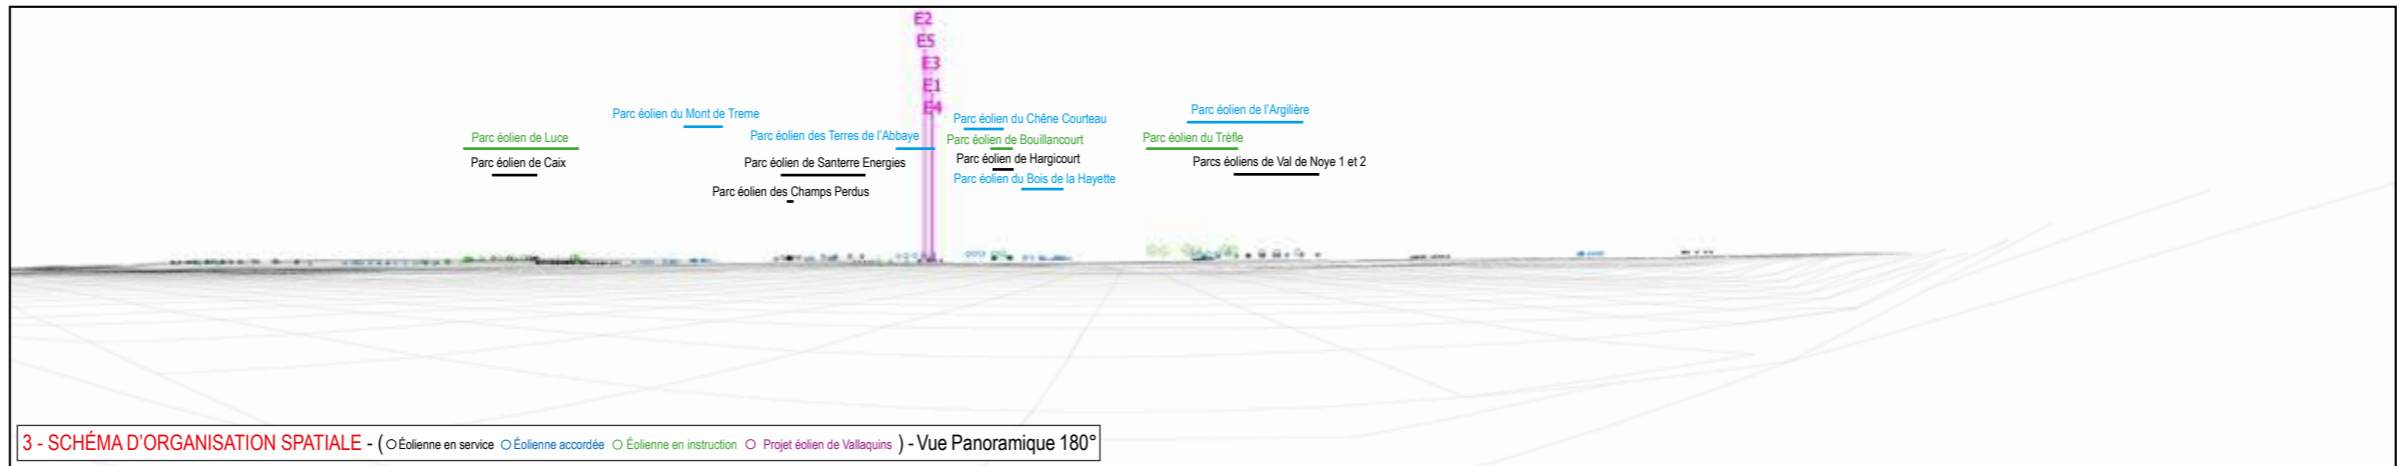 E2
E5
E3
E1
E4
Parc éolien du Mont de Treme
Parc éolien de l'Argilière
Parc éolien du Chêne Courteau
Parc éolien de Luce
Parc éolien des Terres de l'Abbaye
Parc éolien de Bouillancourt
Parc éolien du Trèfle
Parc éolien de Caix
Parc éolien de Santerre Energies
Parc éolien de Hargicourt
Parcs éoliens de Val de Noye 1 et 2
Parc éolien du Bois de la Hayette
Parc éolien des Champs Perdus
3 - SCHÉMA D'ORGANISATION SPATIALE - ( Éolienne en service Éolienne accordée Éolienne en instruction Projet éolien de Vallaquins ) - Vue Panoramique 180°